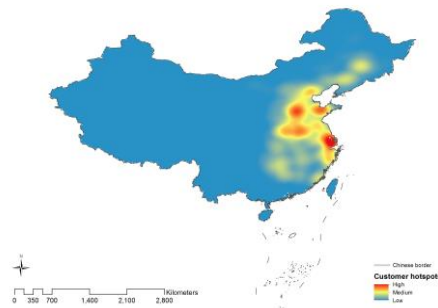 N
0 350 700 1,400 2,100 2,800
Kilometers
Chinese border
Customer hotspot
High
Medium
Low